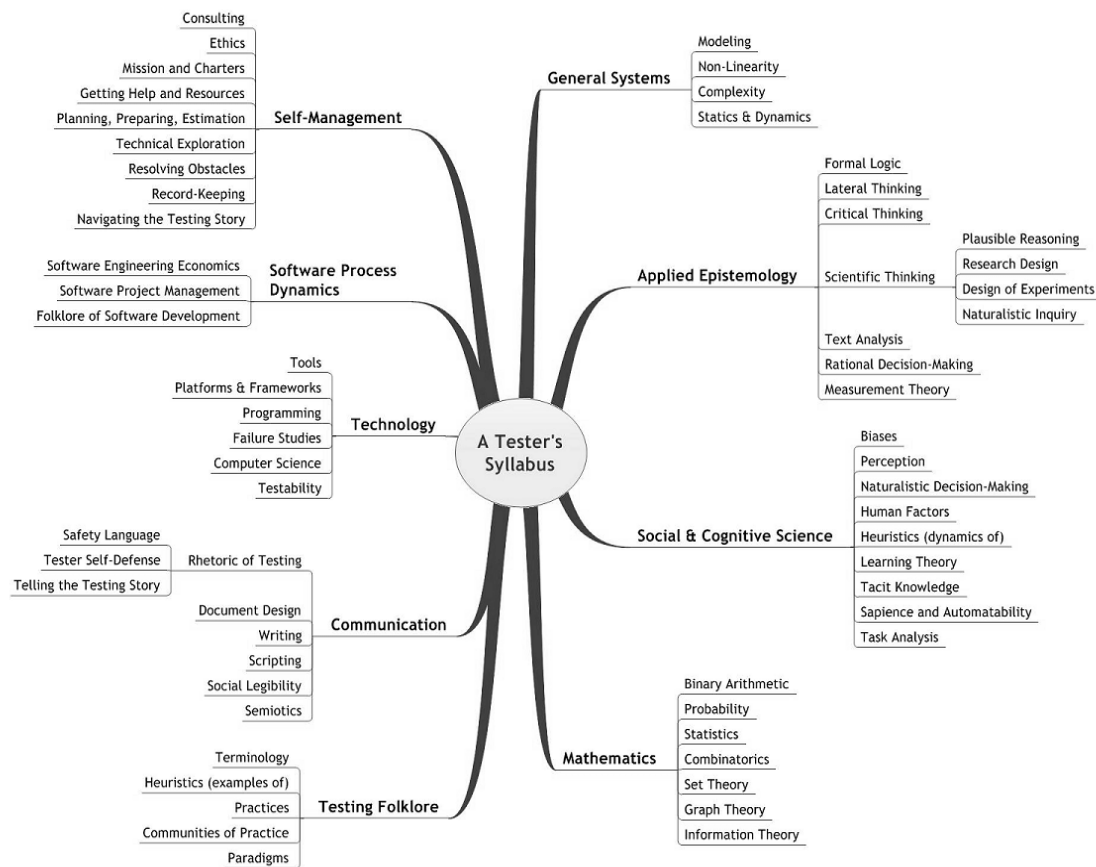 A Tester's
Syllabus
General Systems
Modeling
Non-Linearity
Complexity
Statics & Dynamics
Applied Epistemology
Formal Logic
Lateral Thinking
Critical Thinking
Scientific Thinking
Plausible Reasoning
Research Design
Design of Experiments
Naturalistic Inquiry
Text Analysis
Rational Decision-Making
Measurement Theory
Social & Cognitive Science
Biases
Perception
Naturalistic Decision-Making
Human Factors
Heuristics (dynamics of)
Learning Theory
Tacit Knowledge
Sapience and Automatability
Task Analysis
Mathematics
Binary Arithmetic
Probability
Statistics
Combinatorics
Set Theory
Graph Theory
Information Theory
Self-Management
Consulting
Ethics
Mission and Charters
Getting Help and Resources
Planning, Preparing, Estimation
Technical Exploration
Resolving Obstacles
Record-Keeping
Navigating the Testing Story
Software Process
Dynamics
Software Engineering Economics
Software Project Management
Folklore of Software Development
Technology
Tools
Platforms & Frameworks
Programming
Failure Studies
Computer Science
Testability
Communication
Rhetoric of Testing
Safety Language
Tester Self-Defense
Telling the Testing Story
Document Design
Writing
Scripting
Social Legibility
Semiotics
Testing Folklore
Terminology
Heuristics (examples of)
Practices
Communities of Practice
Paradigms